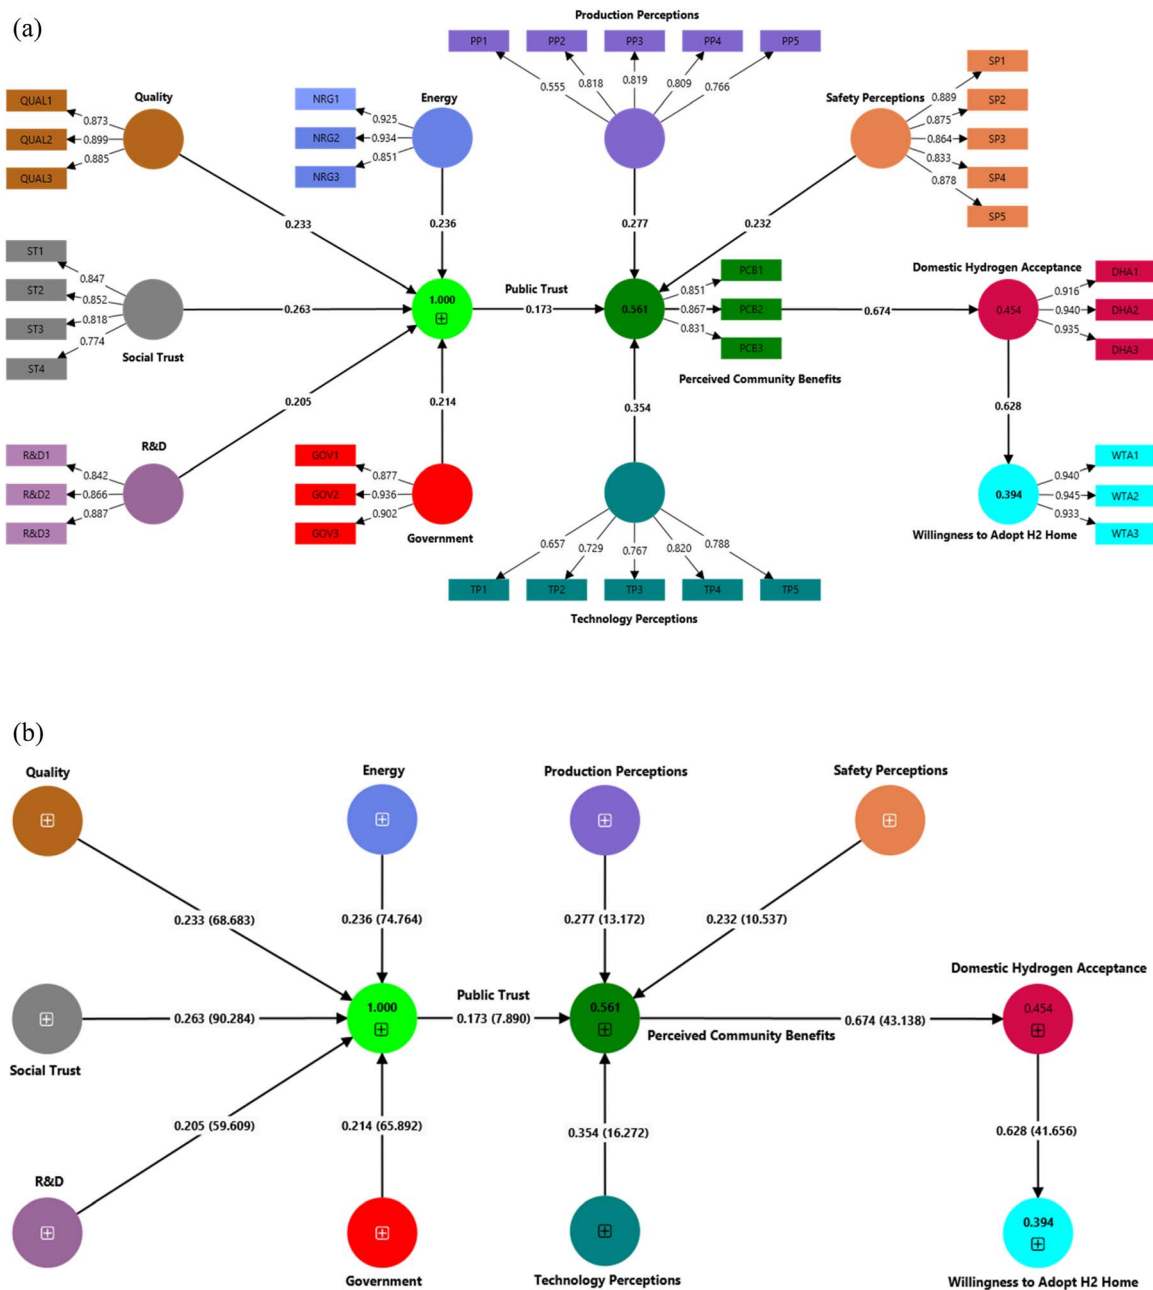 (a)
Production Perceptions
PP1 PP2 PP3 PP4 PP5
0.555 0.818 0.819 0.809 0.766
Quality
QUAL1
QUAL2
QUAL3
0.873
0.899
0.885
Energy
NRG1
NRG2
NRG3
0.925
0.934
0.851
Safety Perceptions
SP1
SP2
SP3
SP4
SP5
0.889
0.875
0.864
0.833
0.878
0.233
0.236
0.277
0.232
ST1
ST2
ST3
ST4
0.847
0.852
0.818
0.774
Social Trust
0.263
1.000
Public Trust
0.173
0.561
PCB1
PCB2
PCB3
0.851
0.867
0.831
Perceived Community Benefits
0.674
Domestic Hydrogen Acceptance
0.454
DHA1
DHA2
DHA3
0.916
0.940
0.935
0.205
0.214
0.354
0.628
R&D
R&D1
R&D2
R&D3
0.842
0.866
0.887
GOV1
GOV2
GOV3
0.877
0.936
0.902
Government
0.657 0.729 0.767 0.820 0.788
TP1 TP2 TP3 TP4 TP5
Technology Perceptions
0.394
WTA1
WTA2
WTA3
0.940
0.945
0.933
Willingness to Adopt H2 Home
(b)
Quality
Energy
Production Perceptions
Safety Perceptions
0.233 (68.683)
0.236 (74.764)
0.277 (13.172)
0.232 (10.537)
Social Trust
0.263 (90.284)
1.000
Public Trust
0.173 (7.890)
0.561
Perceived Community Benefits
0.674 (43.138)
Domestic Hydrogen Acceptance
0.454
0.205 (59.609)
0.214 (65.892)
0.354 (16.272)
0.628 (41.656)
R&D
Government
Technology Perceptions
0.394
Willingness to Adopt H2 Home